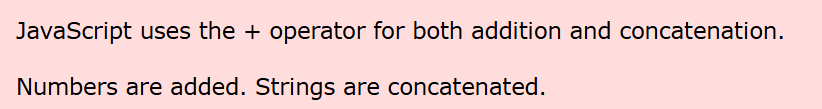 JavaScript uses the + operator for both addition and concatenation.
Numbers are added. Strings are concatenated.